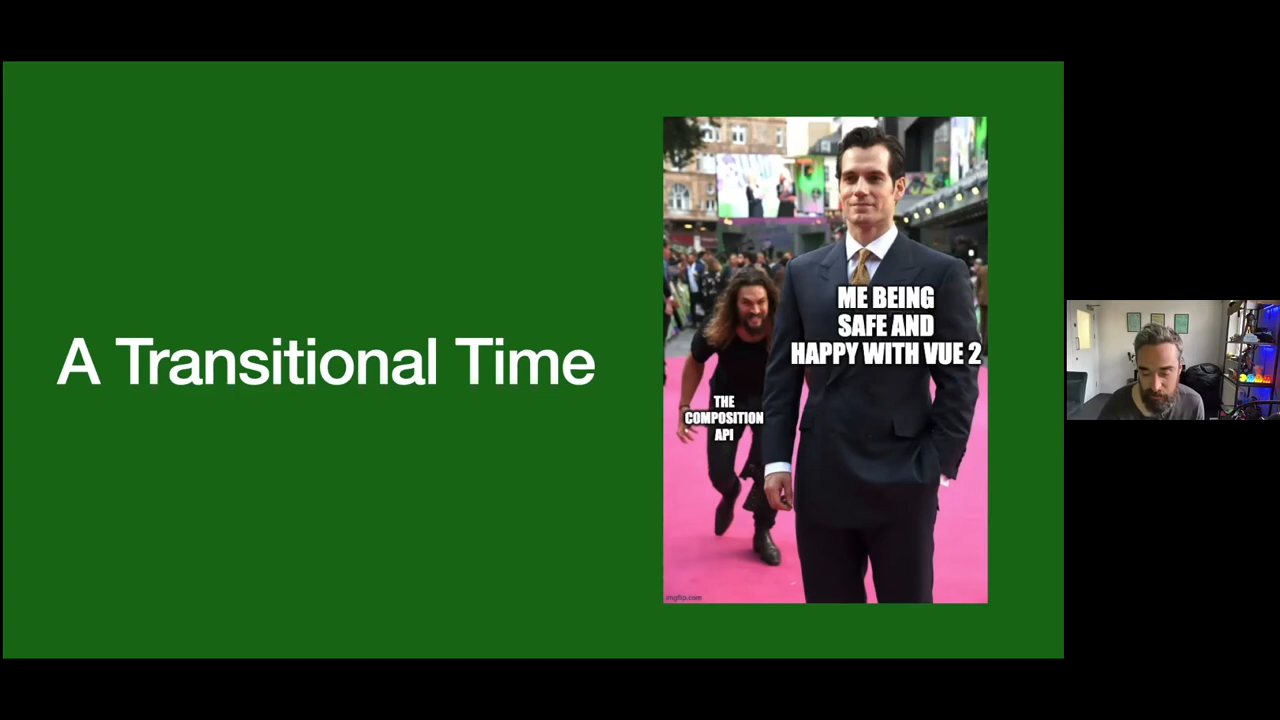 A Transitional Time
ME BEING
SAFE AND
HAPPY WITH VUE 2
THE
COMPOSITION
API
imgflip.com